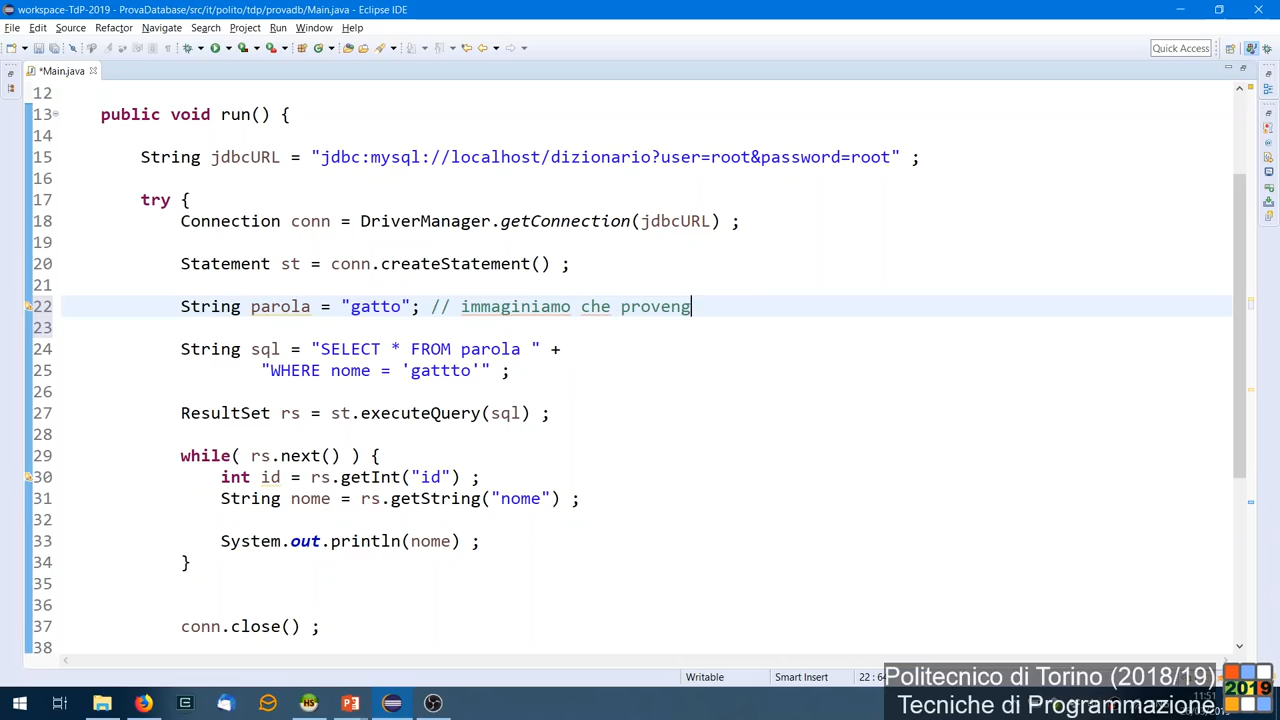 workspace-TdP-2019 - ProvaDatabase/src/it/polito/tdp/provadb/Main.java - Eclipse IDE
File Edit Source Refactor Navigate Search Project Run Window Help
Quick Access
*Main.java
12
13 public void run() {
14
15 String jdbcURL = "jdbc:mysql://localhost/dizionario?user=root&password=root" ;
16
17 try {
18 Connection conn = DriverManager.getConnection(jdbcURL) ;
19
20 Statement st = conn.createStatement() ;
21
22 String parola = "gatto"; // immaginiamo che proveng
23
24 String sql = "SELECT * FROM parola " +
25 "WHERE nome = 'gattto'" ;
26
27 ResultSet rs = st.executeQuery(sql) ;
28
29 while( rs.next() ) {
30 int id = rs.getInt("id") ;
31 String nome = rs.getString("nome") ;
32
33 System.out.println(nome) ;
34 }
35
36
37 conn.close() ;
38
Writable Smart Insert
Politecnico di Torino (2018/19)
Tecniche di Programmazione
2019
11:51